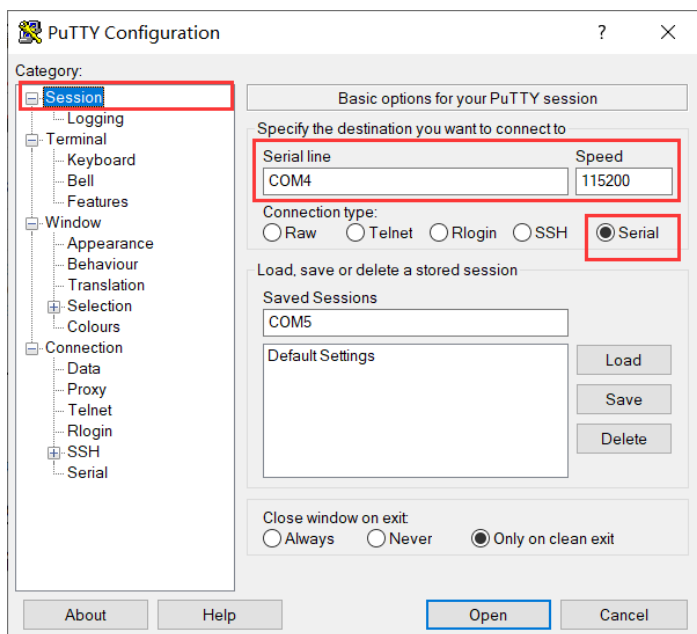 PuTTY Configuration
?
Category:
Session
Logging
Terminal
Keyboard
Bell
Features
Window
Appearance
Behaviour
Translation
Selection
Colours
Connection
Data
Proxy
Telnet
Rlogin
SSH
Serial
Basic options for your PuTTY session
Specify the destination you want to connect to
Serial line Speed
COM4 115200
Connection type:
Raw Telnet Rlogin SSH Serial
Load, save or delete a stored session
Saved Sessions
COM5
Default Settings
Load
Save
Delete
Close window on exit:
Always Never Only on clean exit
About Help Open Cancel